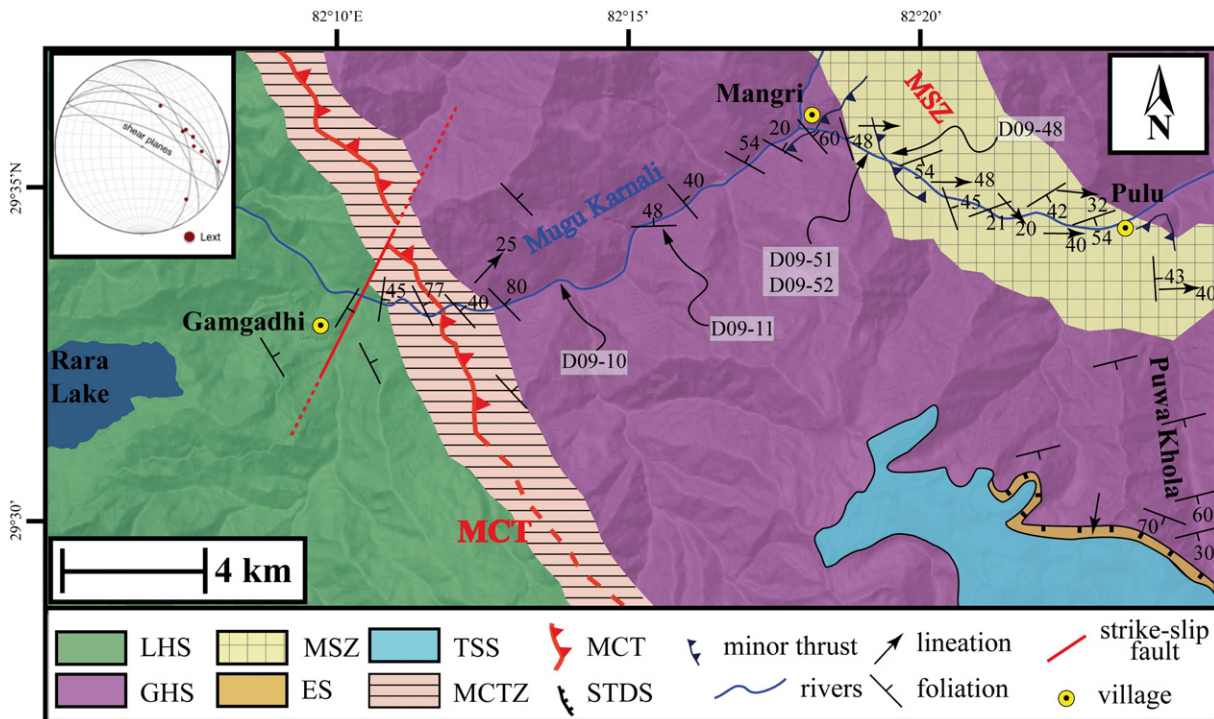 82°10'E
82°15'
82°20'
29°35'N
29°30'
shear planes
Lext
N
Mangri
MSZ
D09-48
20
60
48
54
54
48
Pulu
40
Mugu Karnali
48
45
42
32
21
20
40
54
25
D09-51
D09-52
43
40
45
77
40
80
Gamgadhi
D09-11
D09-10
Rara
Lake
Puwa Khola
MCT
70
60
30
4 km
LHS
MSZ
TSS
MCT
minor thrust
lineation
strike-slip
fault
GHS
ES
MCTZ
STDS
rivers
foliation
village